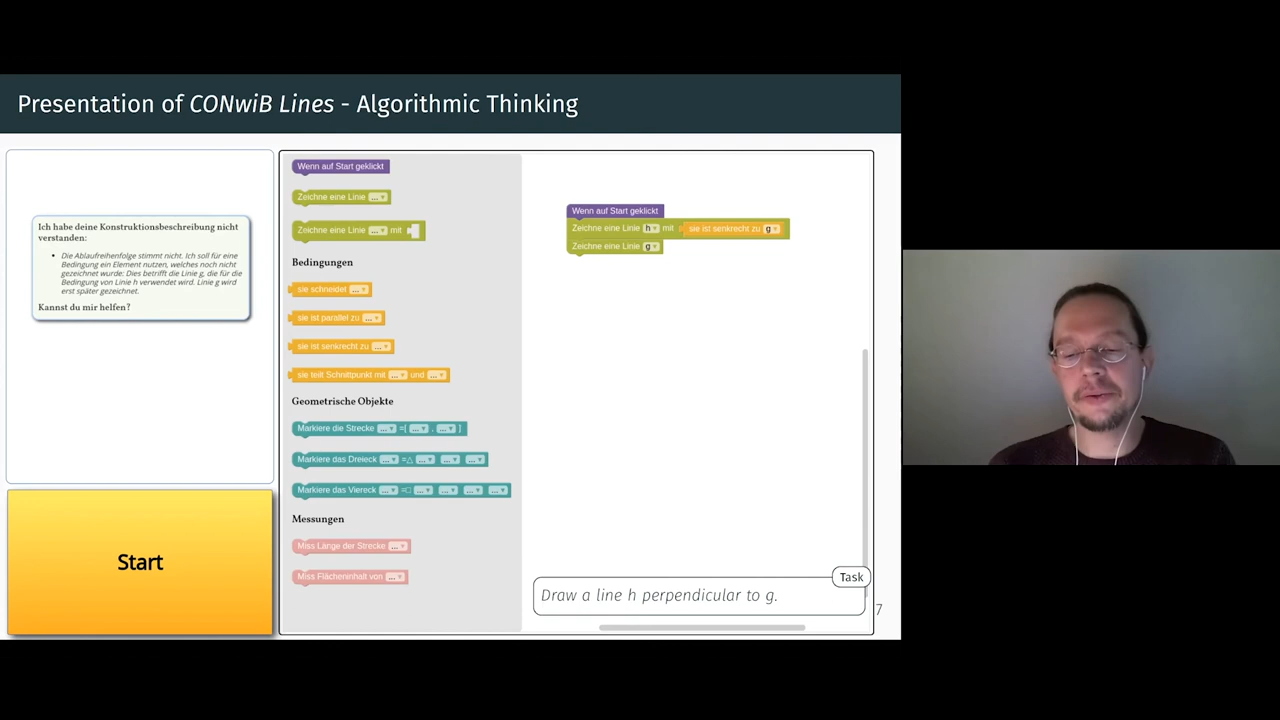 Presentation of CONwiB Lines - Algorithmic Thinking
Ich habe deine Konstruktionsbeschreibung nicht
verstanden:
• Die Ablaufreihenfolge stimmt nicht. Ich soll für eine
Bedingung ein Element nutzen, welches noch nicht
gezeichnet wurde: Dies betrifft die Linie g, die für die
Bedingung von Linie h verwendet wird. Linie g wird
erst später gezeichnet.
Kannst du mir helfen?
Start
Wenn auf Start geklickt
Zeichne eine Linie ...
Zeichne eine Linie ... mit
Bedingungen
sie schneidet ...
sie ist parallel zu ...
sie ist senkrecht zu ...
sie teilt Schnittpunkt mit ... und ...
Geometrische Objekte
Markiere die Strecke ... =[ ... , ... ]
Markiere das Dreieck ... =△ ... ... ...
Markiere das Viereck ... =□ ... ... ... ...
Messungen
Miss Länge der Strecke ...
Miss Flächeninhalt von ...
Wenn auf Start geklickt
Zeichne eine Linie h mit sie ist senkrecht zu g
Zeichne eine Linie g
Task
Draw a line h perpendicular to g.
7